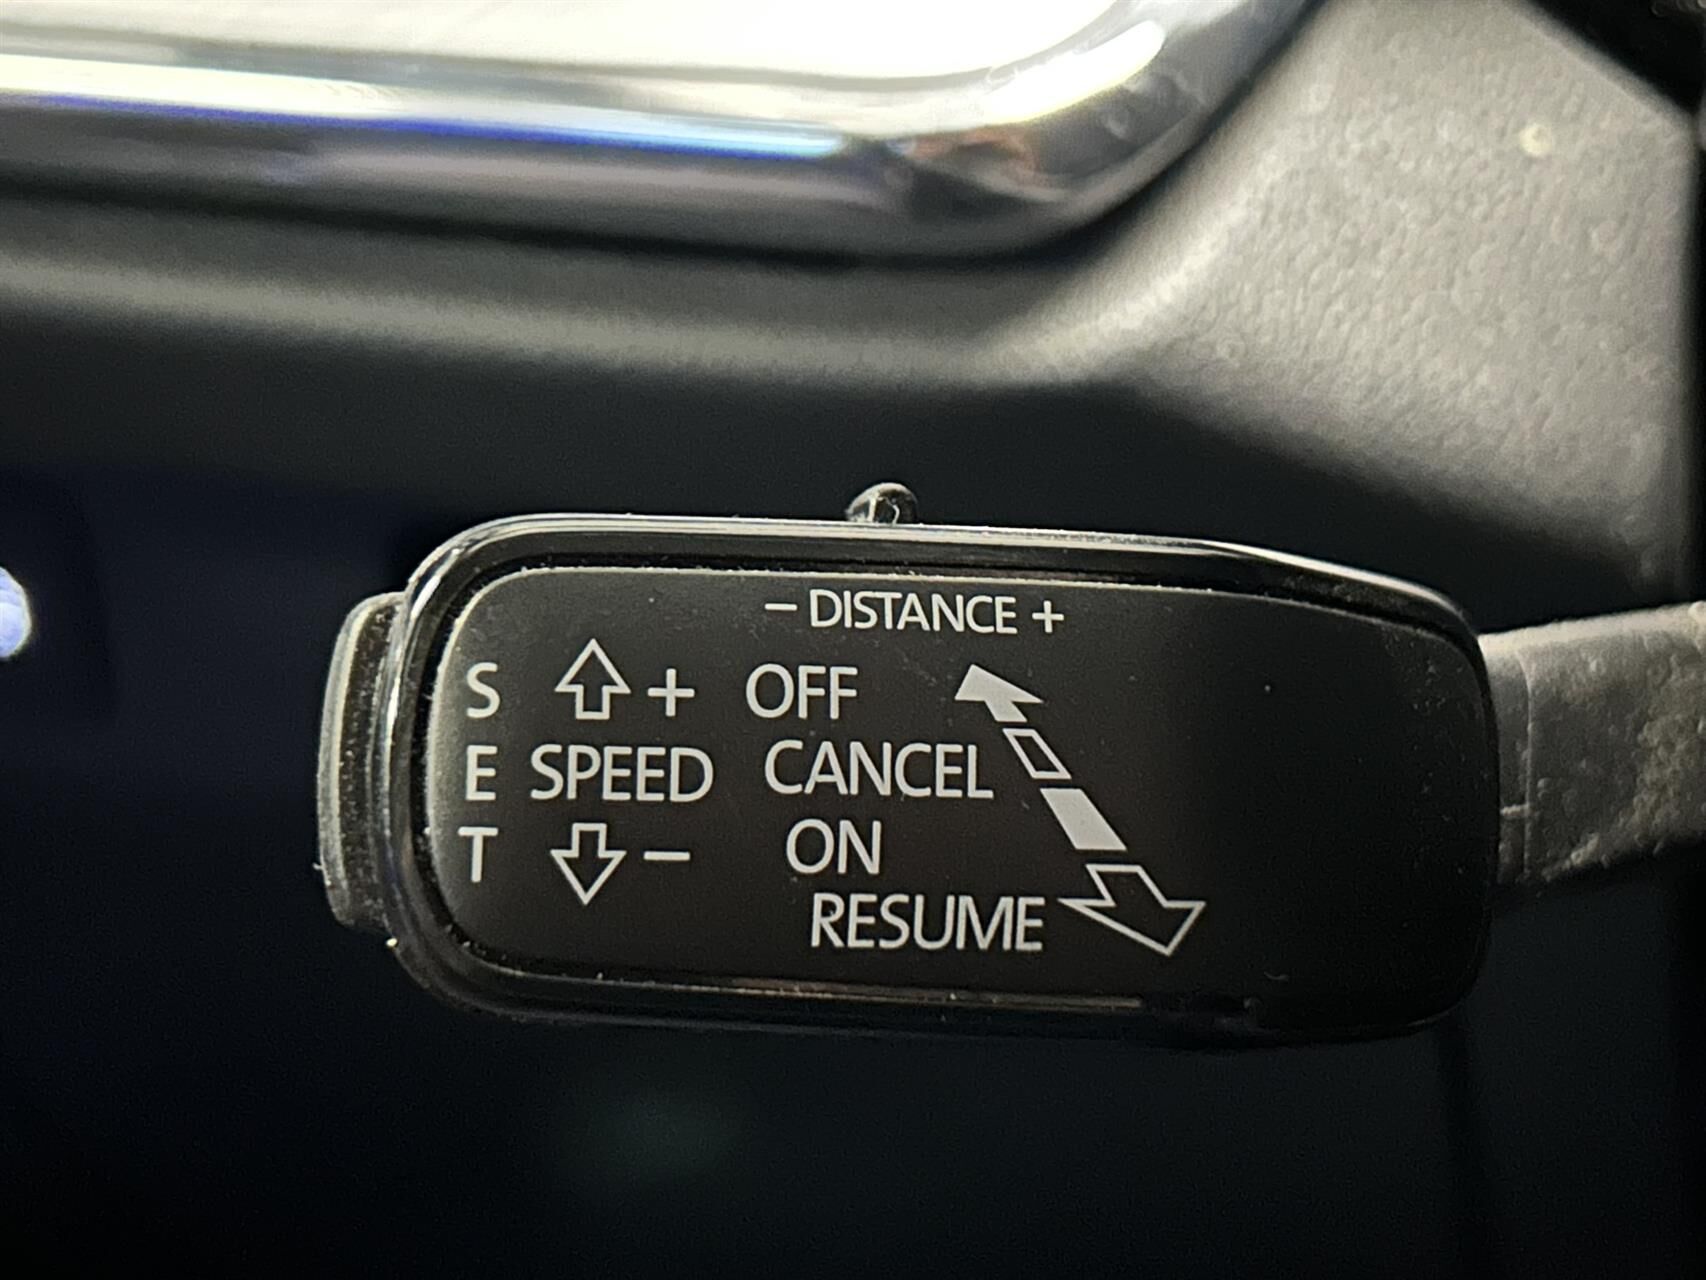 − DISTANCE +
S + OFF
E SPEED CANCEL
T − ON
RESUME